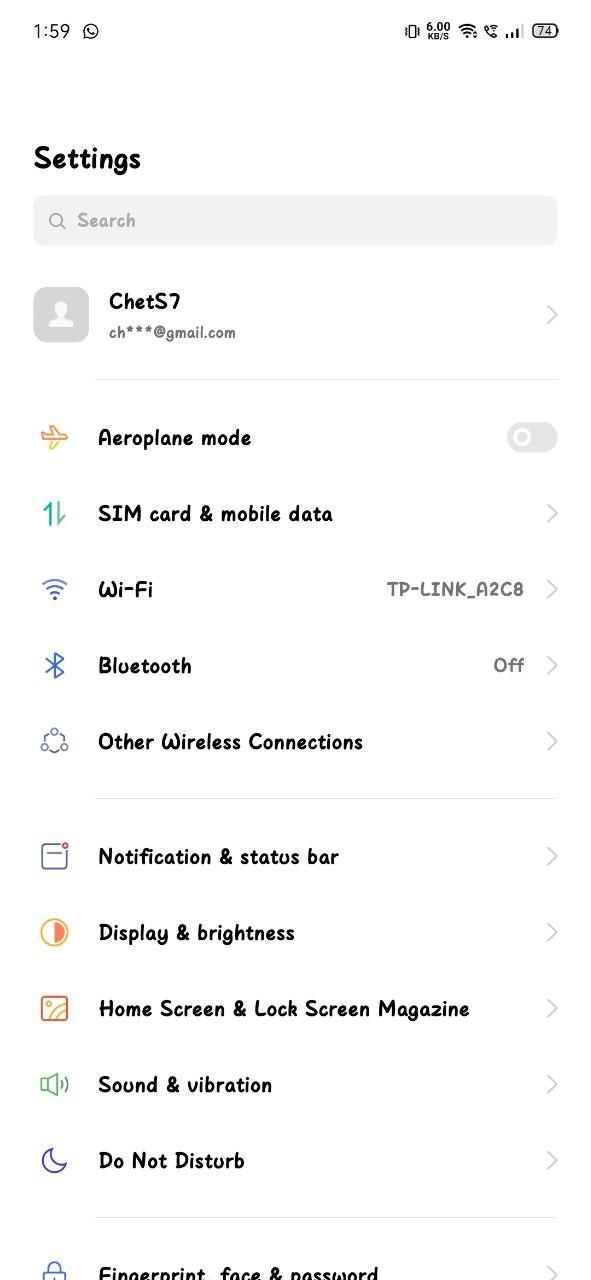 1:59 6.00 KB/S 74
Settings
Search
ChetS7
ch***@gmail.com
Aeroplane mode
SIM card & mobile data
Wi-Fi TP-LINK_A2C8
Bluetooth Off
Other Wireless Connections
Notification & status bar
Display & brightness
Home Screen & Lock Screen Magazine
Sound & vibration
Do Not Disturb
Fingerprint, face & password